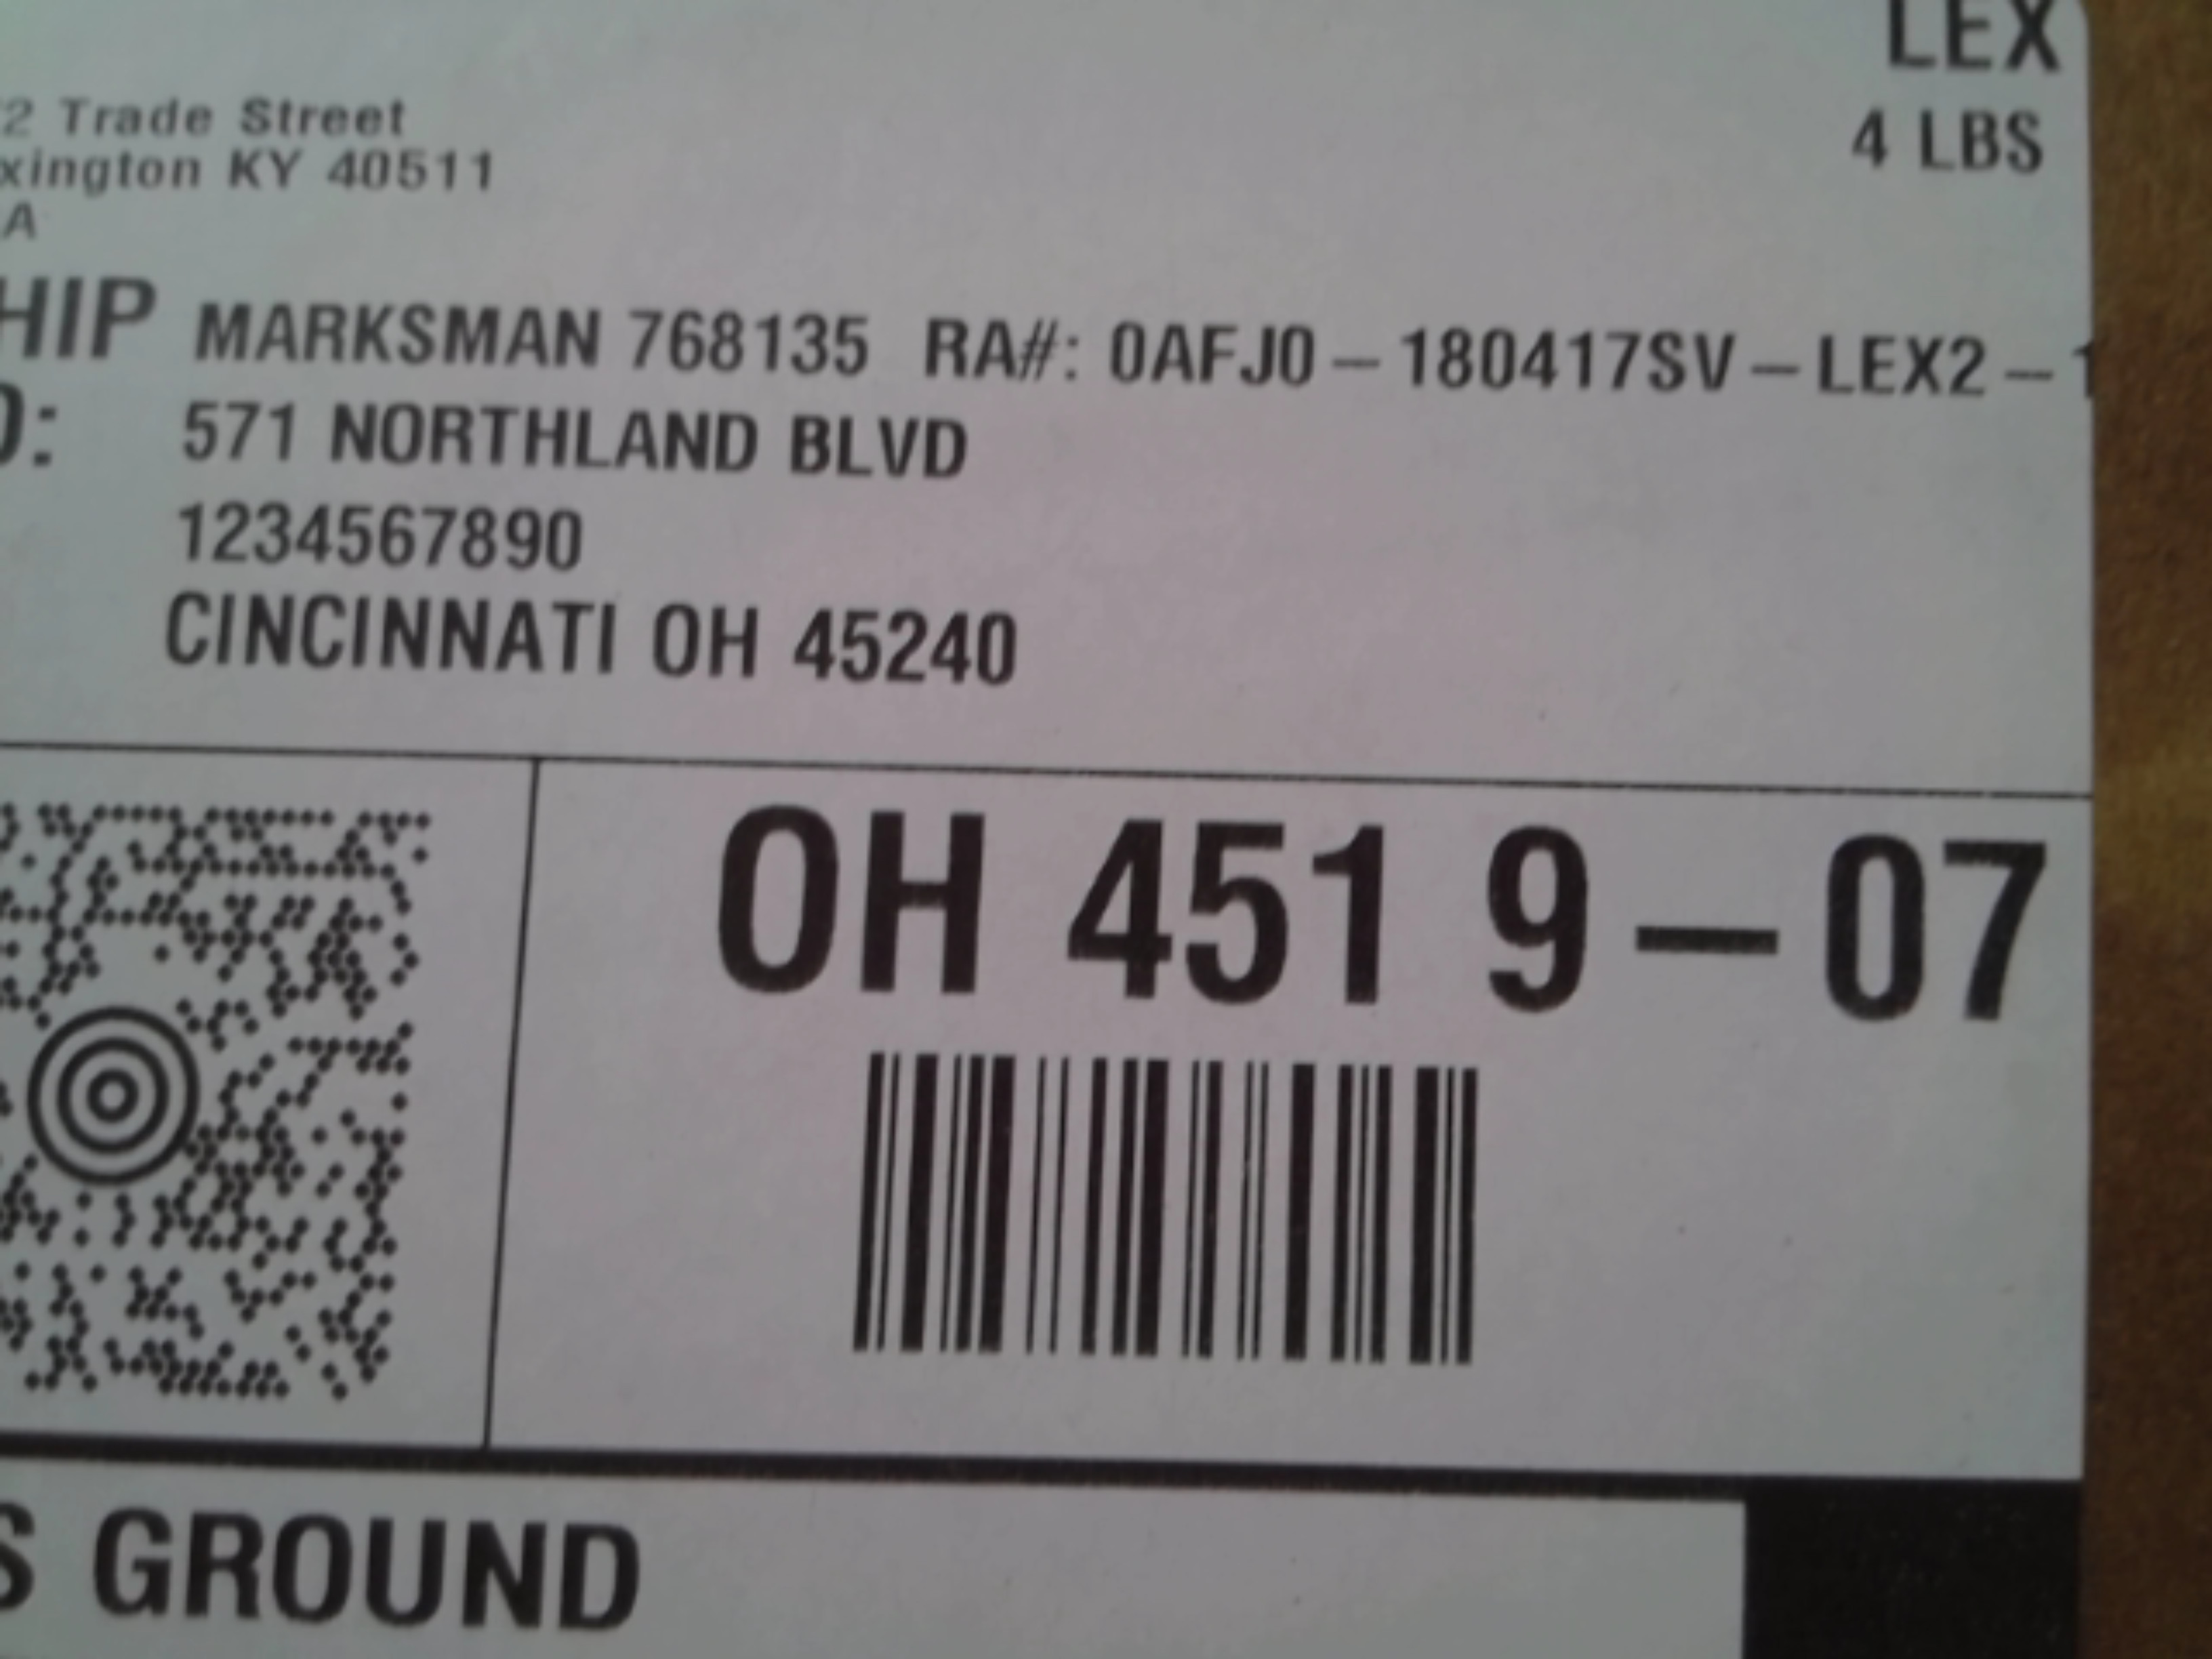 LEX
2 Trade Street
4 LBS
xington KY 40511
A
HIP MARKSMAN 768135 RA#: 0AFJ0-180417SV-LEX2-1
O: 571 NORTHLAND BLVD
1234567890
CINCINNATI OH 45240
OH 451 9-07
S GROUND